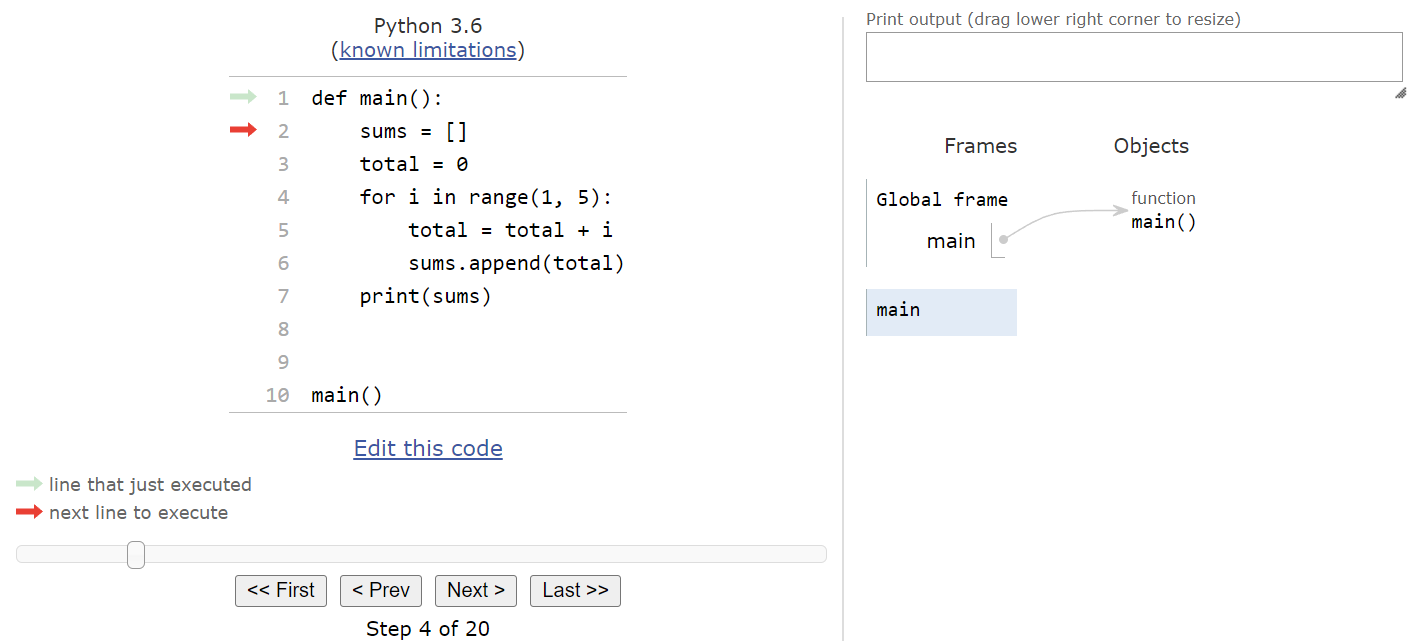 Python 3.6
(known limitations)
1 def main():
2     sums = []
3     total = 0
4     for i in range(1, 5):
5         total = total + i
6         sums.append(total)
7     print(sums)
8
9
10 main()
Edit this code
line that just executed
next line to execute
<< First < Prev Next > Last >>
Step 4 of 20
Print output (drag lower right corner to resize)
Frames Objects
Global frame
main
function
main()
main